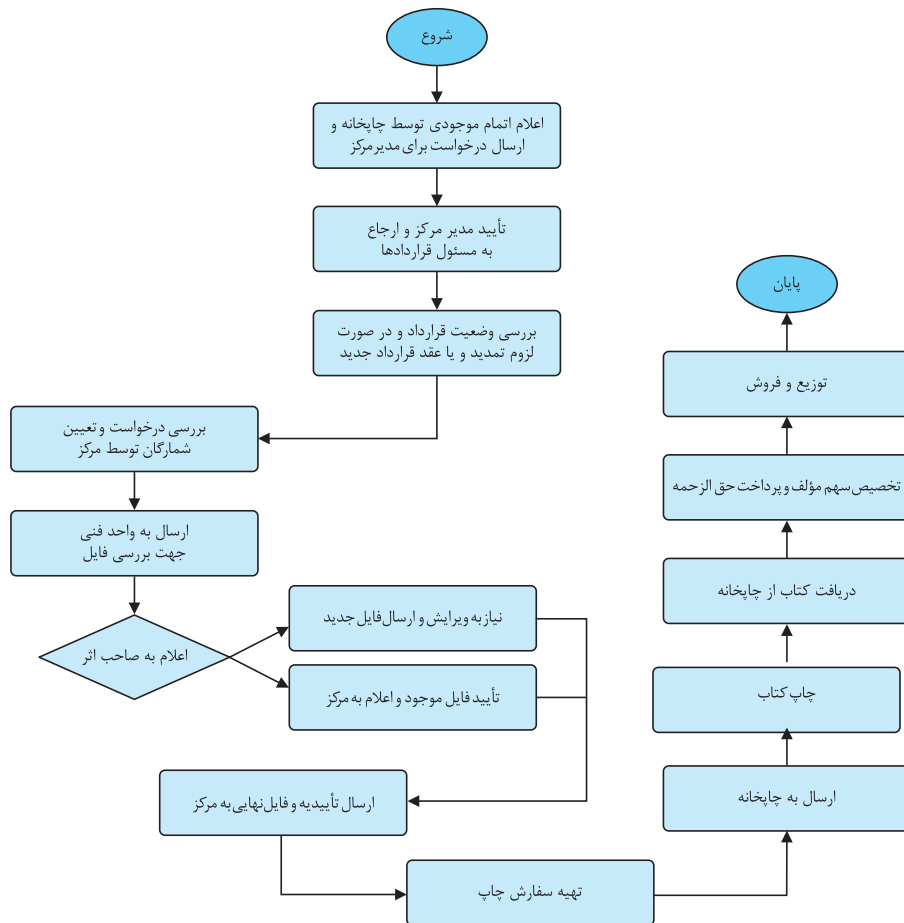 شروع
اعلام اتمام موجودی توسط چاپخانه و
ارسال درخواست برای مدیر مرکز
تأیید مدیر مرکز و ارجاع
به مسئول قراردادها
بررسی وضعیت قرارداد و در صورت
لزوم تمدید و یا عقد قرارداد جدید
بررسی درخواست و تعیین
شمارگان توسط مرکز
ارسال به واحد فنی
جهت بررسی فایل
اعلام به صاحب اثر
نیاز به ویرایش و ارسال فایل جدید
تأیید فایل موجود و اعلام به مرکز
ارسال تأییدیه و فایل نهایی به مرکز
تهیه سفارش چاپ
ارسال به چاپخانه
چاپ کتاب
دریافت کتاب از چاپخانه
تخصیص سهم مؤلف و پرداخت حق الزحمه
توزیع و فروش
پایان